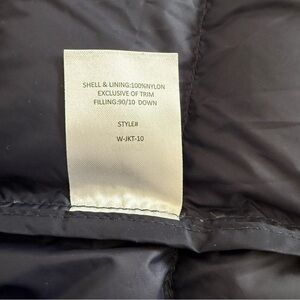 SHELL & LINING:100%NYLON
EXCLUSIVE OF TRIM
FILLING:90/10 DOWN
STYLE#
W-JKT-10